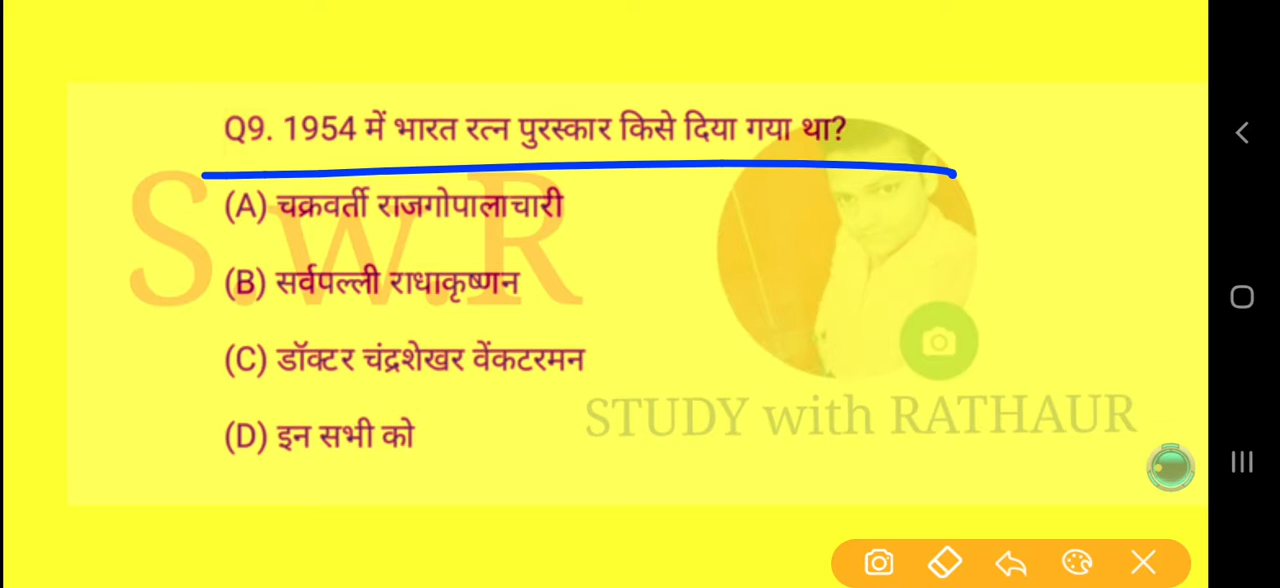 Q9. 1954 में भारत रत्न पुरस्कार किसे दिया गया था?
(A) चक्रवर्ती राजगोपालाचारी
(B) सर्वपल्ली राधाकृष्णन
(C) डॉक्टर चंद्रशेखर वेंकटरमन
(D) इन सभी को
S.W.R
STUDY with RATHAUR